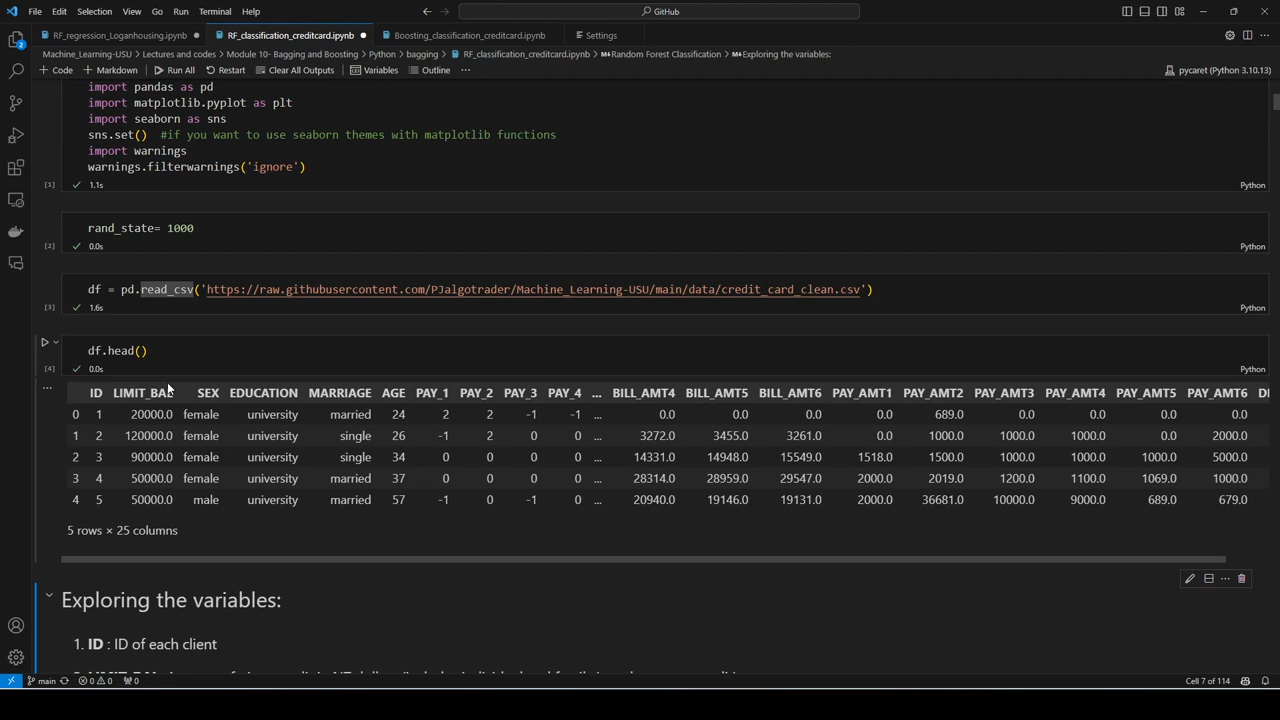 File Edit Selection View Go Run Terminal Help GitHub
RF_regression_Loganhousing.ipynb RF_classification_creditcard.ipynb Boosting_classification_creditcard.ipynb Settings
Machine_Learning-USU > Lectures and codes > Module 10- Bagging and Boosting > Python > bagging > RF_classification_creditcard.ipynb > Random Forest Classification > Exploring the variables:
+ Code + Markdown Run All Restart Clear All Outputs Variables Outline ... pycaret (Python 3.10.13)
import pandas as pd
import matplotlib.pyplot as plt
import seaborn as sns
sns.set() #if you want to use seaborn themes with matplotlib functions
import warnings
warnings.filterwarnings('ignore')
[1] 1.1s Python
rand_state= 1000
[2] 0.0s Python
df = pd.read_csv('https://raw.githubusercontent.com/PJalgotrader/Machine_Learning-USU/main/data/credit_card_clean.csv')
[3] 1.6s Python
df.head()
[4] 0.0s Python
ID LIMIT_BAL SEX EDUCATION MARRIAGE AGE PAY_1 PAY_2 PAY_3 PAY_4 ... BILL_AMT4 BILL_AMT5 BILL_AMT6 PAY_AMT1 PAY_AMT2 PAY_AMT3 PAY_AMT4 PAY_AMT5 PAY_AMT6
0 1 20000.0 female university married 24 2 2 -1 -1 ... 0.0 0.0 0.0 0.0 689.0 0.0 0.0 0.0 0.0
1 2 120000.0 female university single 26 -1 2 0 0 ... 3272.0 3455.0 3261.0 0.0 1000.0 1000.0 1000.0 0.0 2000.0
2 3 90000.0 female university single 34 0 0 0 0 ... 14331.0 14948.0 15549.0 1518.0 1500.0 1000.0 1000.0 1000.0 5000.0
3 4 50000.0 female university married 37 0 0 0 0 ... 28314.0 28959.0 29547.0 2000.0 2019.0 1200.0 1100.0 1069.0 1000.0
4 5 50000.0 male university married 57 -1 0 -1 0 ... 20940.0 19146.0 19131.0 2000.0 36681.0 10000.0 9000.0 689.0 679.0
5 rows × 25 columns
Exploring the variables:
1. ID : ID of each client
main 0 0 0 Cell 7 of 114